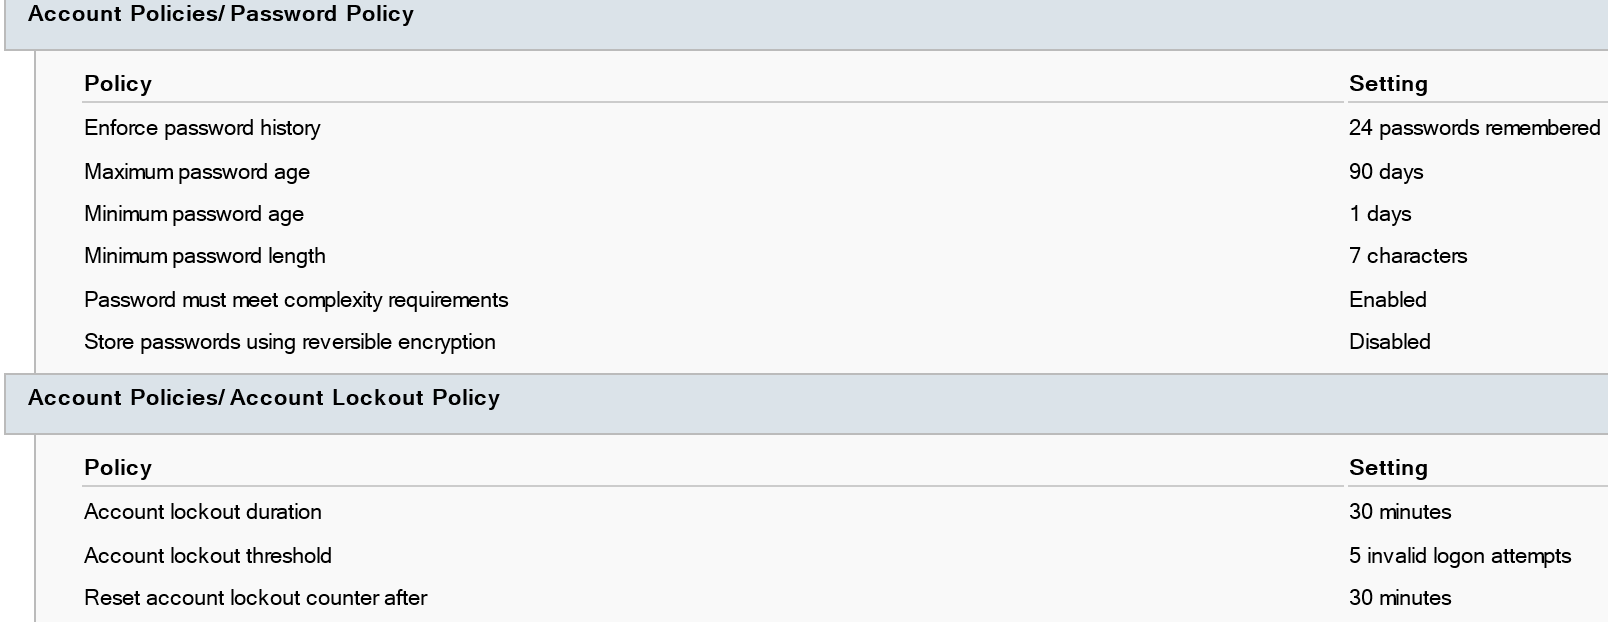 Account Policies/Password Policy
Policy Setting
Enforce password history 24 passwords remembered
Maximum password age 90 days
Minimum password age 1 days
Minimum password length 7 characters
Password must meet complexity requirements Enabled
Store passwords using reversible encryption Disabled
Account Policies/Account Lockout Policy
Policy Setting
Account lockout duration 30 minutes
Account lockout threshold 5 invalid logon attempts
Reset account lockout counter after 30 minutes